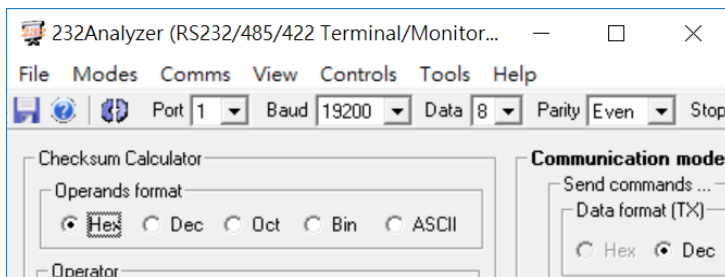 232Analyzer (RS232/485/422 Terminal/Monitor...
File Modes Comms View Controls Tools Help
Port 1 Baud 19200 Data 8 Parity Even Stop
Checksum Calculator
Operands format
Hex Dec Oct Bin ASCII
Operator
Communication mode
Send commands ...
Data format (TX)
Hex Dec